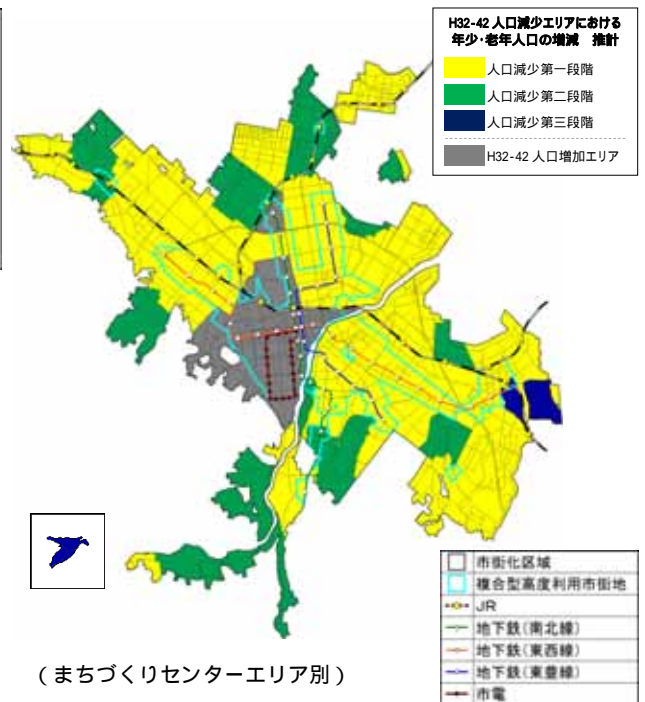 H32-42 人口減少エリアにおける
年少・老年人口の増減 推計
人口減少第一段階
人口減少第二段階
人口減少第三段階
H32-42 人口増加エリア
市街化区域
複合型高度利用市街地
JR
地下鉄(南北線)
地下鉄(東西線)
地下鉄(東豊線)
市電
(まちづくりセンターエリア別)